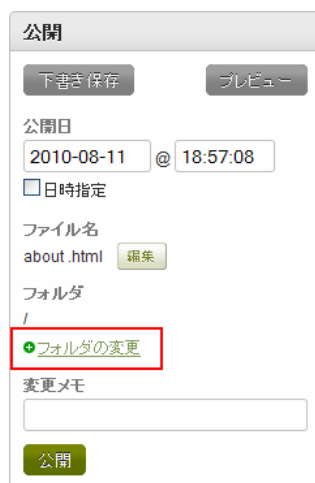 公開
下書き保存 プレビュー
公開日
2010-08-11 @ 18:57:08
日時指定
ファイル名
about.html 編集
フォルダ
/
フォルダの変更
変更メモ
公開